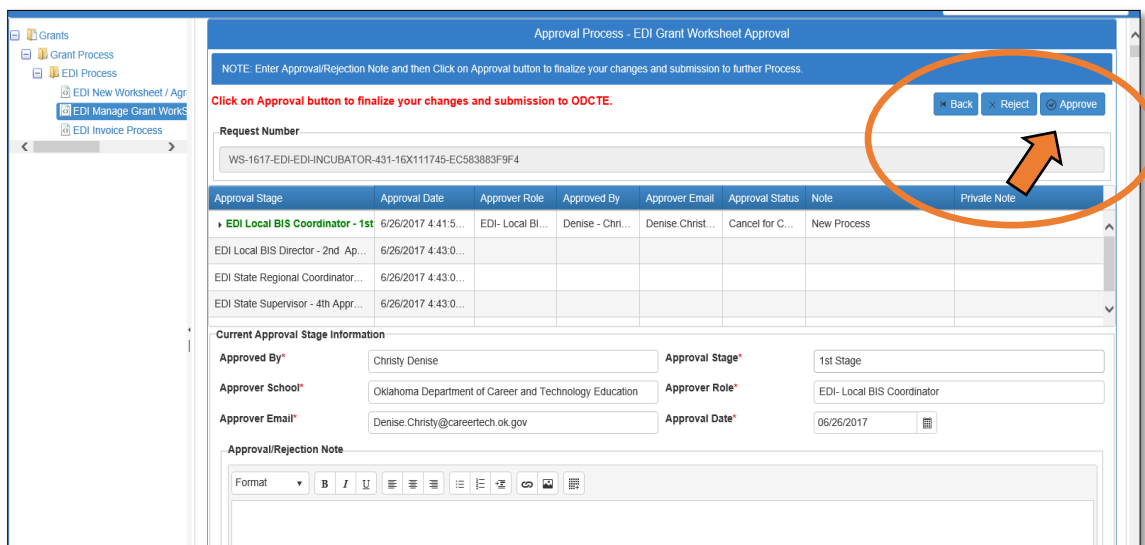 Grants
Grant Process
EDI Process
EDI New Worksheet / Agr
EDI Manage Grant WorkS
EDI Invoice Process
Approval Process - EDI Grant Worksheet Approval
NOTE: Enter Approval/Rejection Note and then Click on Approval button to finalize your changes and submission to further Process.
Click on Approval button to finalize your changes and submission to ODCTE.
Back Reject Approve
Request Number
WS-1617-EDI-EDI-INCUBATOR-431-16X111745-EC583883F9F4
Approval Stage Approval Date Approver Role Approved By Approver Email Approval Status Note Private Note
EDI Local BIS Coordinator - 1st 6/26/2017 4:41:5... EDI- Local BI... Denise - Chri... Denise.Christ... Cancel for C... New Process
EDI Local BIS Director - 2nd Ap... 6/26/2017 4:43:0...
EDI State Regional Coordinator... 6/26/2017 4:43:0...
EDI State Supervisor - 4th Appr... 6/26/2017 4:43:0...
Current Approval Stage Information
Approved By* Christy Denise Approval Stage* 1st Stage
Approver School* Oklahoma Department of Career and Technology Education Approver Role* EDI- Local BIS Coordinator
Approver Email* Denise.Christy@careertech.ok.gov Approval Date* 06/26/2017
Approval/Rejection Note
Format B I U